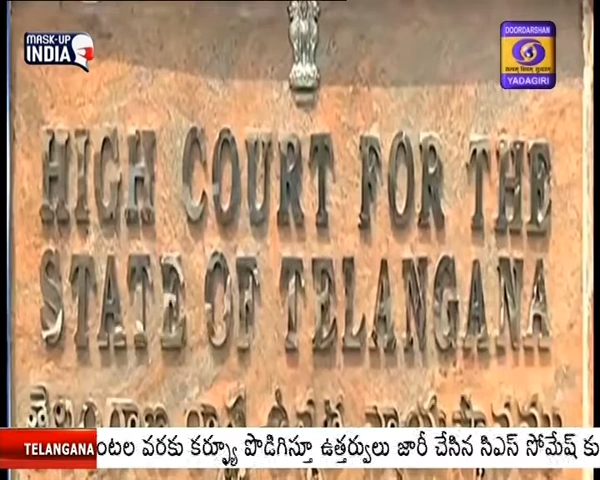 MASK-UP
INDIA
DOORDARSHAN
YADAGIRI
HIGH COURT FOR THE
STATE OF TELANGANA
TELANGANA
ంటల వరకు కర్ఫ్యూ పొడిగిస్తూ ఉత్తర్వులు జారీ చేసిన సిఎస్ సోమేష్ కు